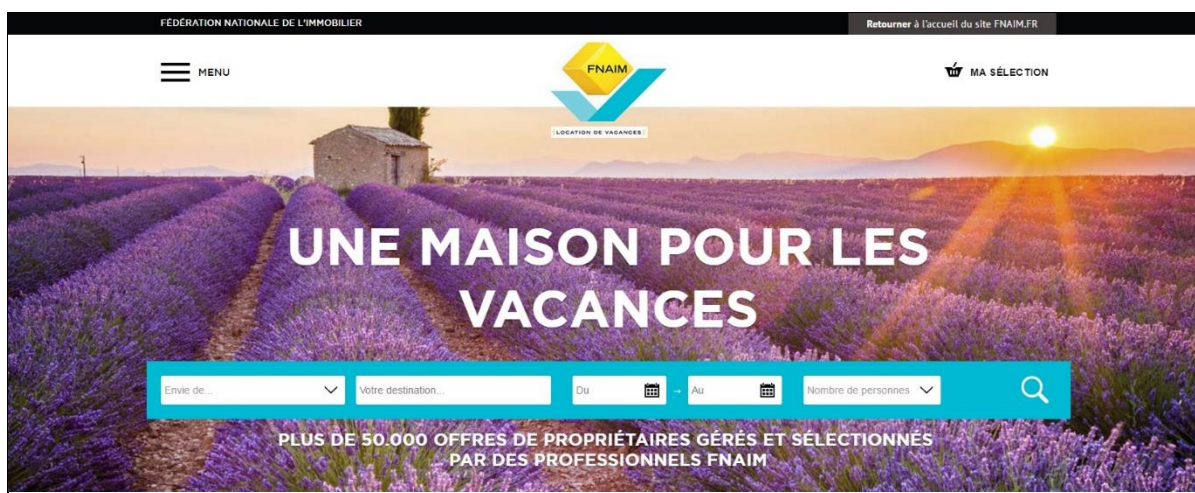 FÉDÉRATION NATIONALE DE L'IMMOBILIER
Retourner à l'accueil du site FNAIM.FR
MENU
FNAIM
LOCATION DE VACANCES
MA SÉLECTION
UNE MAISON POUR LES
VACANCES
Envie de...
Votre destination...
Du
→ Au
Nombre de personnes
PLUS DE 50.000 OFFRES DE PROPRIÉTAIRES GÉRÉS ET SÉLECTIONNÉS
PAR DES PROFESSIONNELS FNAIM